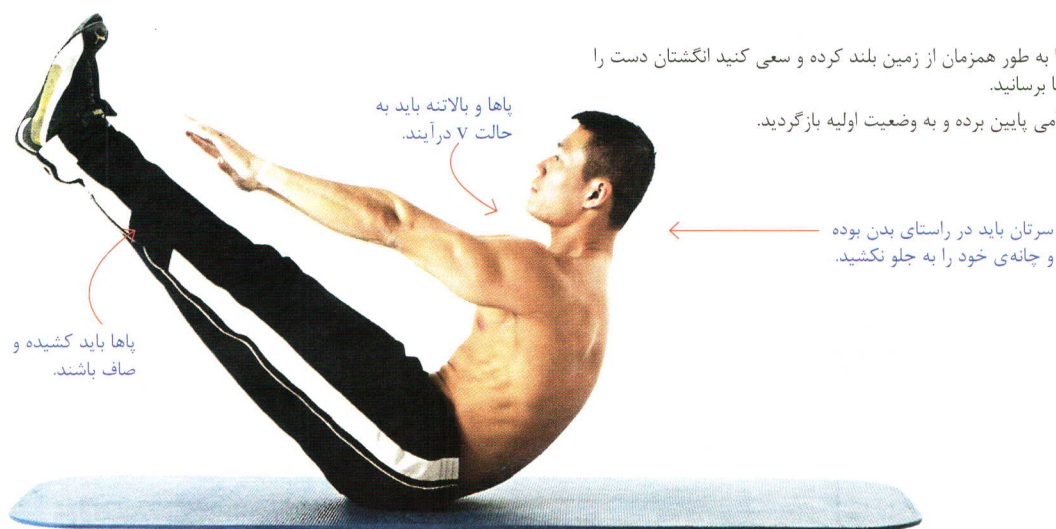 ا به طور همزمان از زمین بلند کرده و سعی کنید انگشتان دست را
ا برسانید.
می پایین برده و به وضعیت اولیه بازگردید.
پاها و بالاتنه باید به
حالت V درآیند.
سرتان باید در راستای بدن بوده
و چانه‌ی خود را به جلو نکشید.
پاها باید کشیده و
صاف باشند.